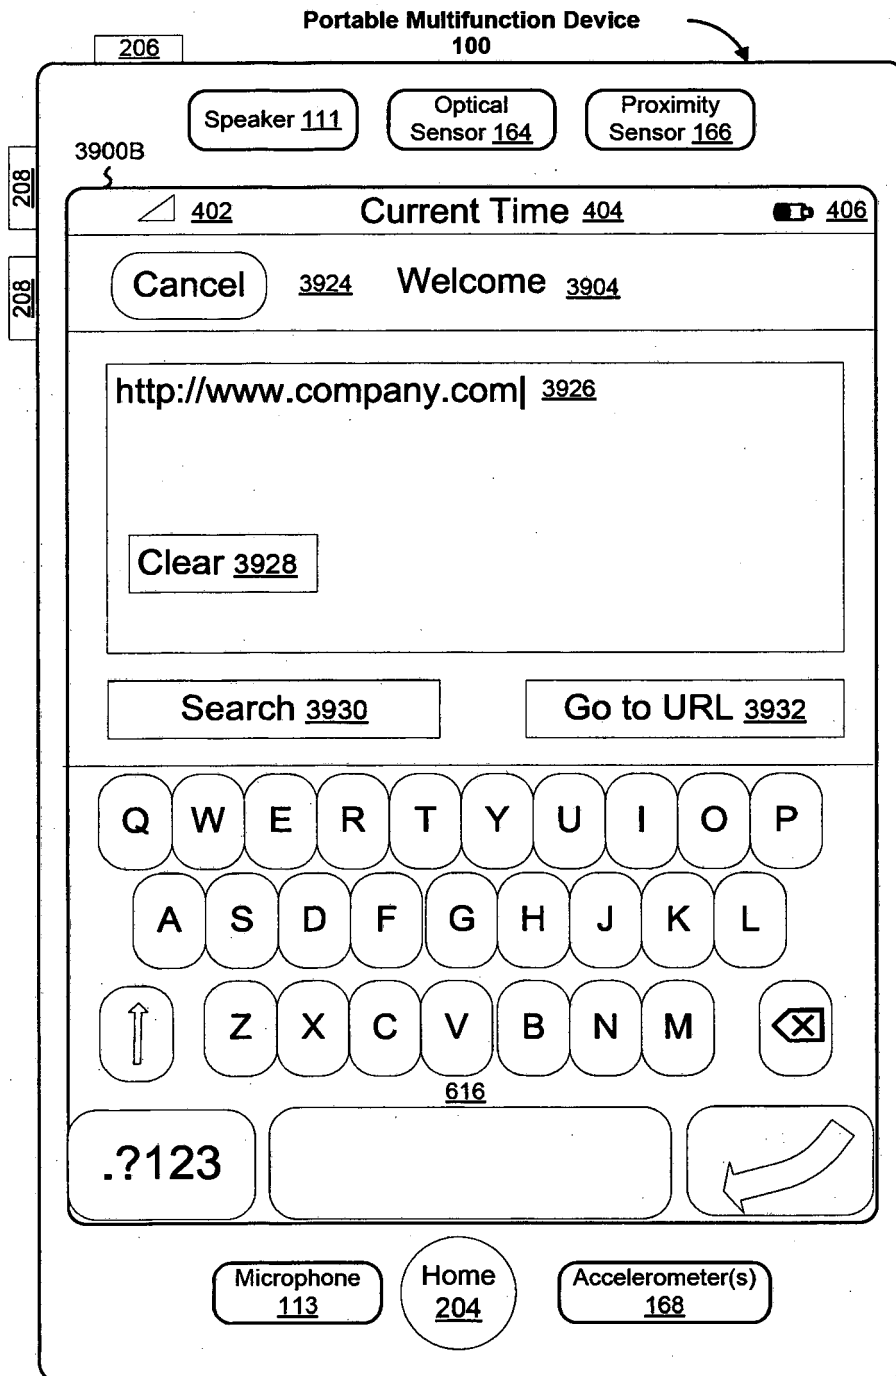 Portable Multifunction Device
100
206
Speaker 111
Optical
Sensor 164
Proximity
Sensor 166
3900B
208
208
402 Current Time 404 406
Cancel 3924 Welcome 3904
http://www.company.com| 3926
Clear 3928
Search 3930 Go to URL 3932
Q W E R T Y U I O P
A S D F G H J K L
Z X C V B N M
616
.?123
Microphone
113
Home
204
Accelerometer(s)
168